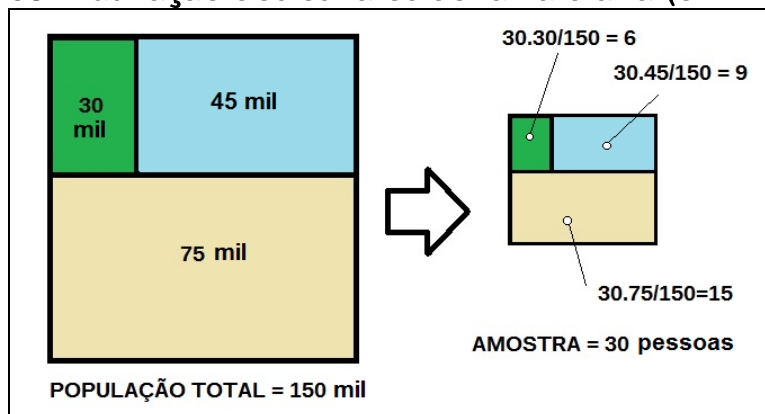 30.30/150 = 6
30
mil
45 mil
30.45/150 = 9
75 mil
30.75/150=15
AMOSTRA = 30 pessoas
POPULAÇÃO TOTAL = 150 mil